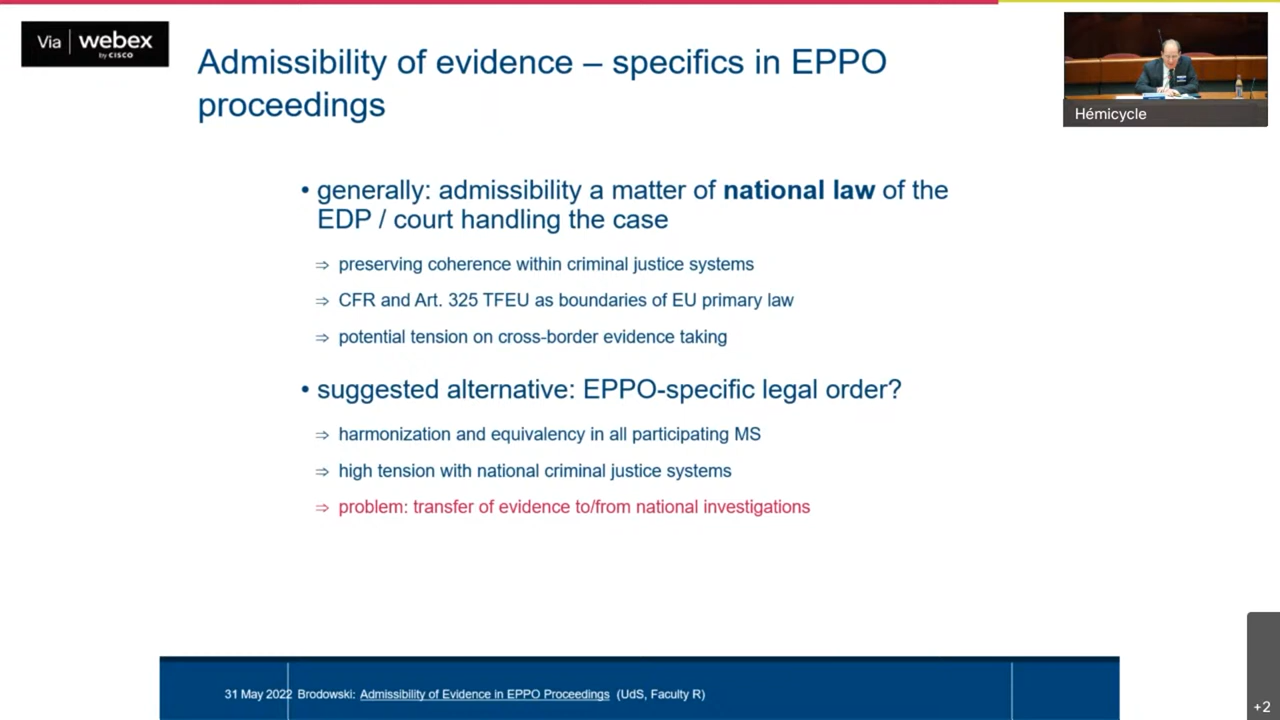 Via webex
by CISCO
Admissibility of evidence – specifics in EPPO
proceedings
Hémicycle
• generally: admissibility a matter of national law of the
EDP / court handling the case
⇒ preserving coherence within criminal justice systems
⇒ CFR and Art. 325 TFEU as boundaries of EU primary law
⇒ potential tension on cross-border evidence taking
• suggested alternative: EPPO-specific legal order?
⇒ harmonization and equivalency in all participating MS
⇒ high tension with national criminal justice systems
⇒ problem: transfer of evidence to/from national investigations
31 May 2022 Brodowski: Admissibility of Evidence in EPPO Proceedings (UdS, Faculty R)
+2